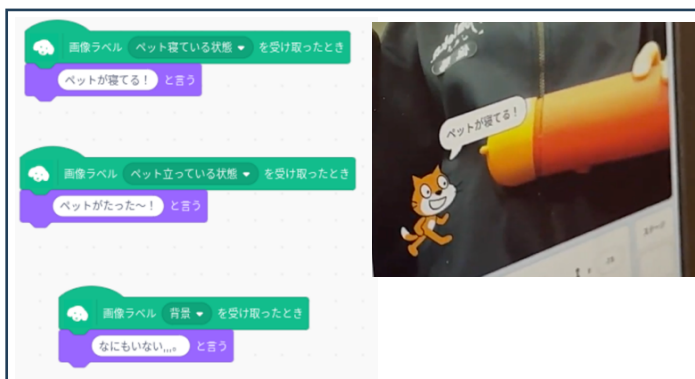 画像ラベル ペット寝ている状態 を受け取ったとき
ペットが寝てる！ と言う
画像ラベル ペット立っている状態 を受け取ったとき
ペットがたった〜！ と言う
画像ラベル 背景 を受け取ったとき
なにもいない,,,。 と言う
ペットが寝てる！
ステージ